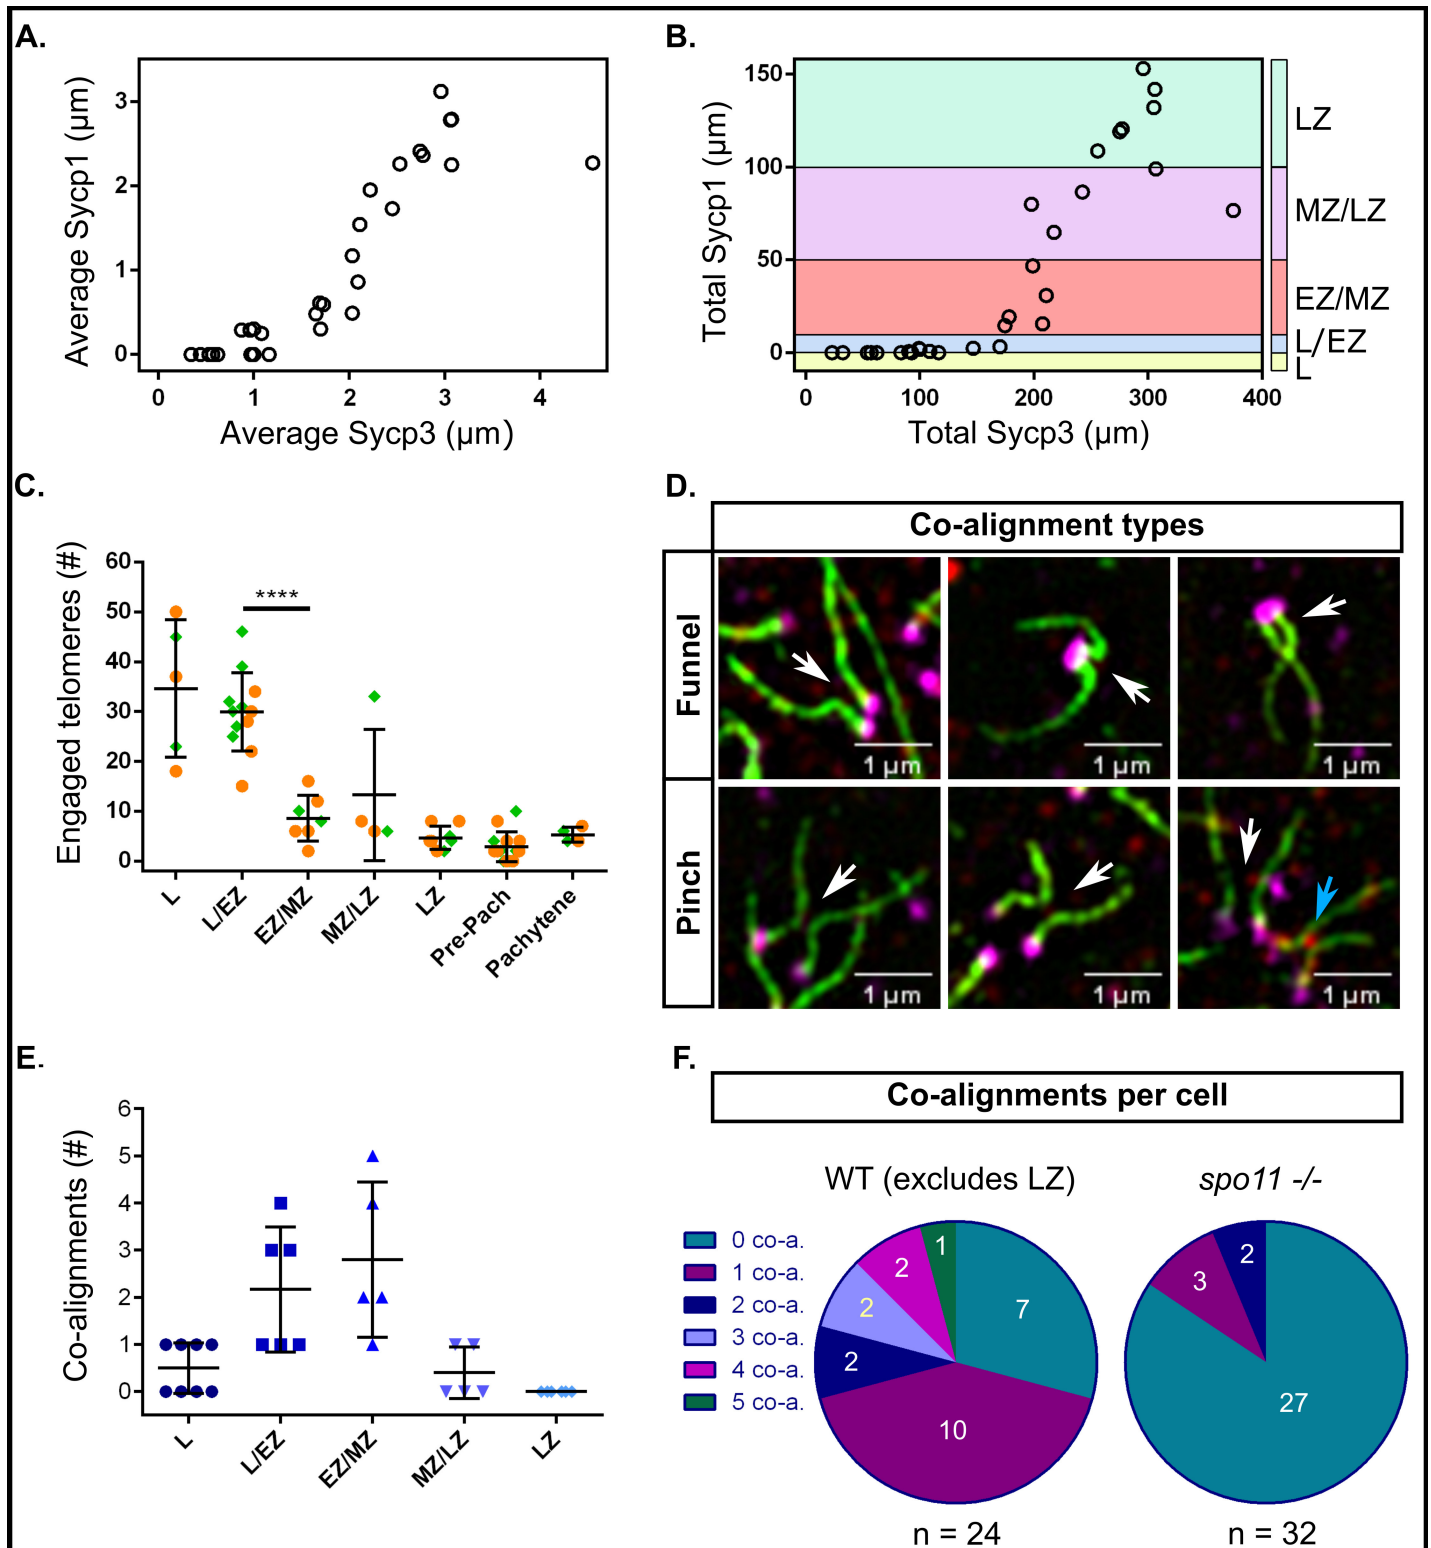 A.
Average Sycp1 (μm)
3
2
1
0
0 1 2 3 4
Average Sycp3 (μm)
B.
Total Sycp1 (μm)
150
100
50
0
0 100 200 300 400
Total Sycp3 (μm)
LZ
MZ/LZ
EZ/MZ
L/EZ
L
C.
Engaged telomeres (#)
60
50
40
30
20
10
0
****
L
L/EZ
EZ/MZ
MZ/LZ
LZ
Pre-Pach
Pachytene
D.
Co-alignment types
Funnel
1 μm
1 μm
1 μm
Pinch
1 μm
1 μm
1 μm
E.
Co-alignments (#)
6
5
4
3
2
1
0
L
L/EZ
EZ/MZ
MZ/LZ
LZ
F.
Co-alignments per cell
WT (excludes LZ)
spo11 -/-
0 co-a.
1 co-a.
2 co-a.
3 co-a.
4 co-a.
5 co-a.
1
2
2
2
7
10
n = 24
2
3
27
n = 32